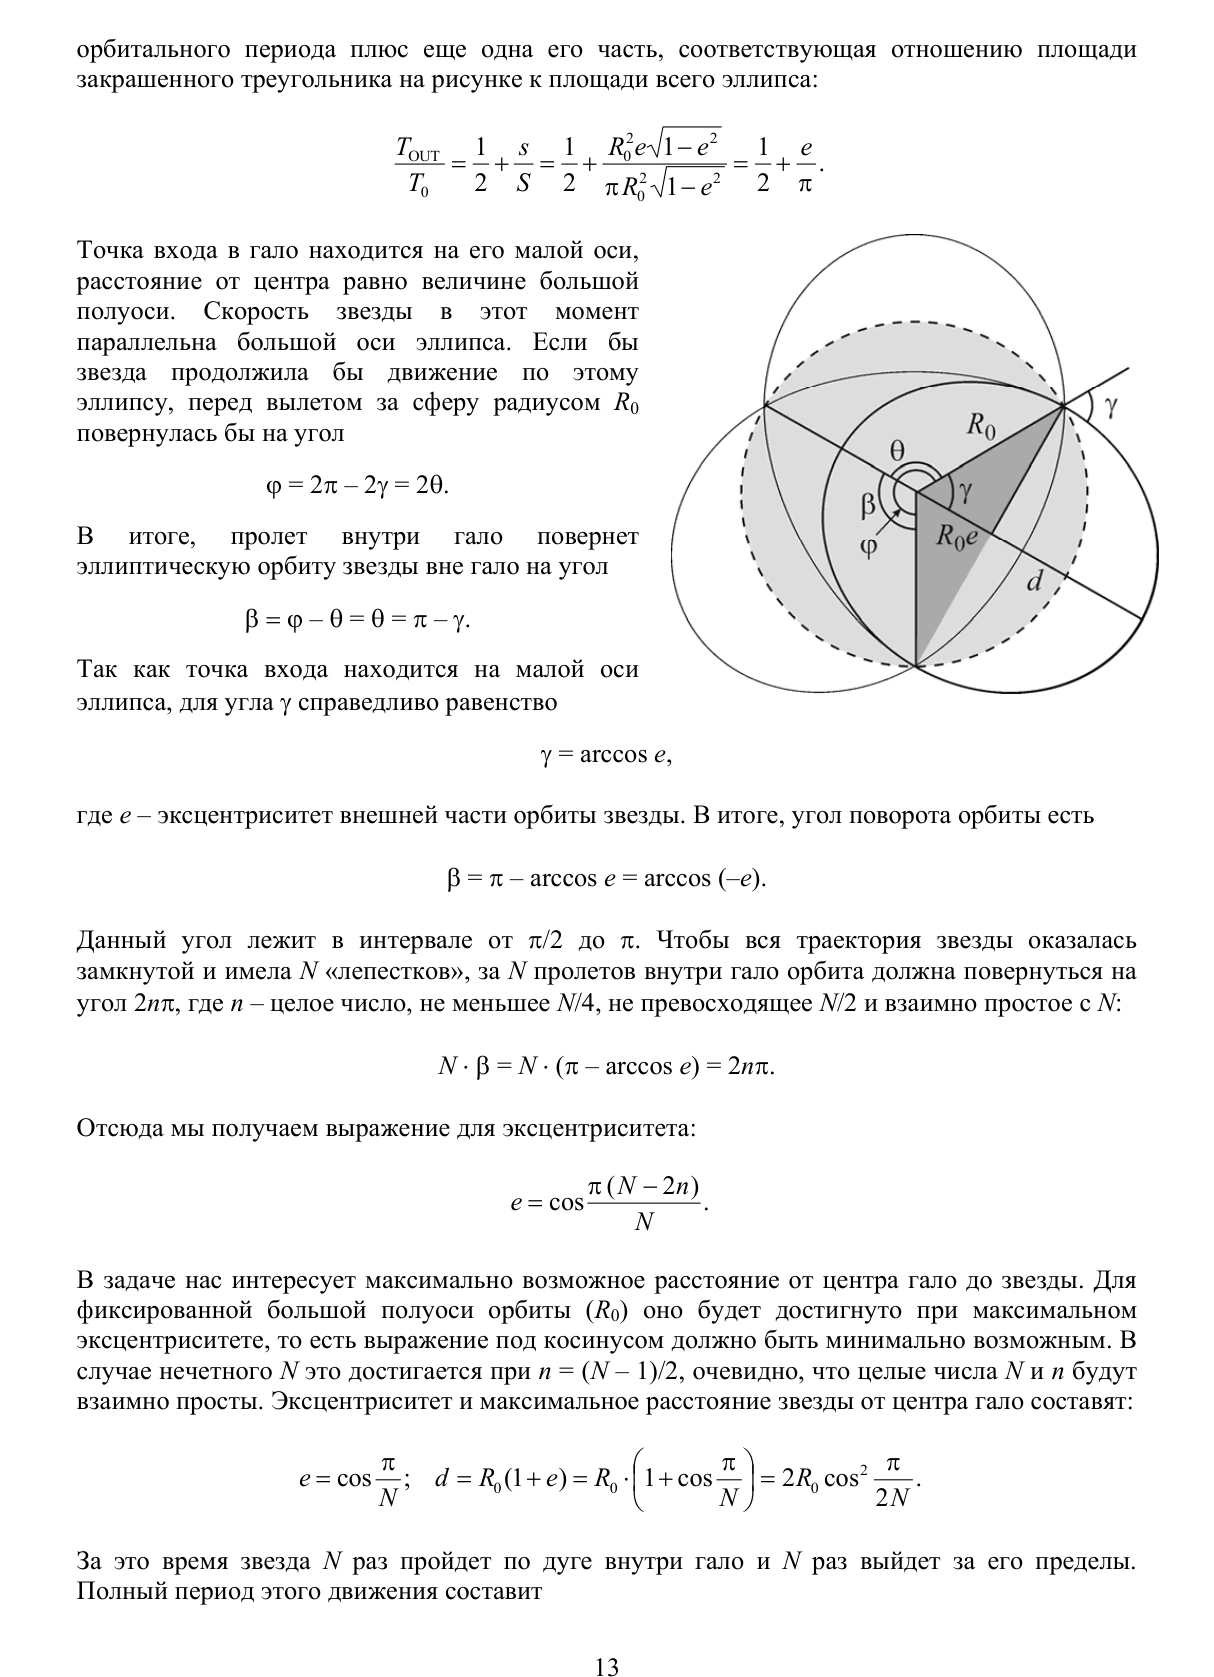 орбитального периода плюс еще одна его часть, соответствующая отношению площади
закрашенного треугольника на рисунке к площади всего эллипса:
T_OUT / T_0 = 1/2 + s/S = 1/2 + R_0^2 e√(1 – e^2) / (π R_0^2 √(1 – e^2)) = 1/2 + e/π .
Точка входа в гало находится на его малой оси,
расстояние от центра равно величине большой
полуоси. Скорость звезды в этот момент
параллельна большой оси эллипса. Если бы
звезда продолжила бы движение по этому
эллипсу, перед вылетом за сферу радиусом R_0
повернулась бы на угол
φ = 2π – 2γ = 2θ.
В итоге, пролет внутри гало повернет
эллиптическую орбиту звезды вне гало на угол
β = φ – θ = θ = π – γ.
Так как точка входа находится на малой оси
эллипса, для угла γ справедливо равенство
γ
R_0
θ
γ
β
R_0e
φ
d
γ = arccos e,
где e – эксцентриситет внешней части орбиты звезды. В итоге, угол поворота орбиты есть
β = π – arccos e = arccos (–e).
Данный угол лежит в интервале от π/2 до π. Чтобы вся траектория звезды оказалась
замкнутой и имела N «лепестков», за N пролетов внутри гало орбита должна повернуться на
угол 2nπ, где n – целое число, не меньшее N/4, не превосходящее N/2 и взаимно простое с N:
N · β = N · (π – arccos e) = 2nπ.
Отсюда мы получаем выражение для эксцентриситета:
e = cos π (N – 2n) / N .
В задаче нас интересует максимально возможное расстояние от центра гало до звезды. Для
фиксированной большой полуоси орбиты (R_0) оно будет достигнуто при максимальном
эксцентриситете, то есть выражение под косинусом должно быть минимально возможным. В
случае нечетного N это достигается при n = (N – 1)/2, очевидно, что целые числа N и n будут
взаимно просты. Эксцентриситет и максимальное расстояние звезды от центра гало составят:
e = cos π/N ; d = R_0 (1 + e) = R_0 · (1 + cos π/N) = 2R_0 cos^2 π/2N .
За это время звезда N раз пройдет по дуге внутри гало и N раз выйдет за его пределы.
Полный период этого движения составит
13